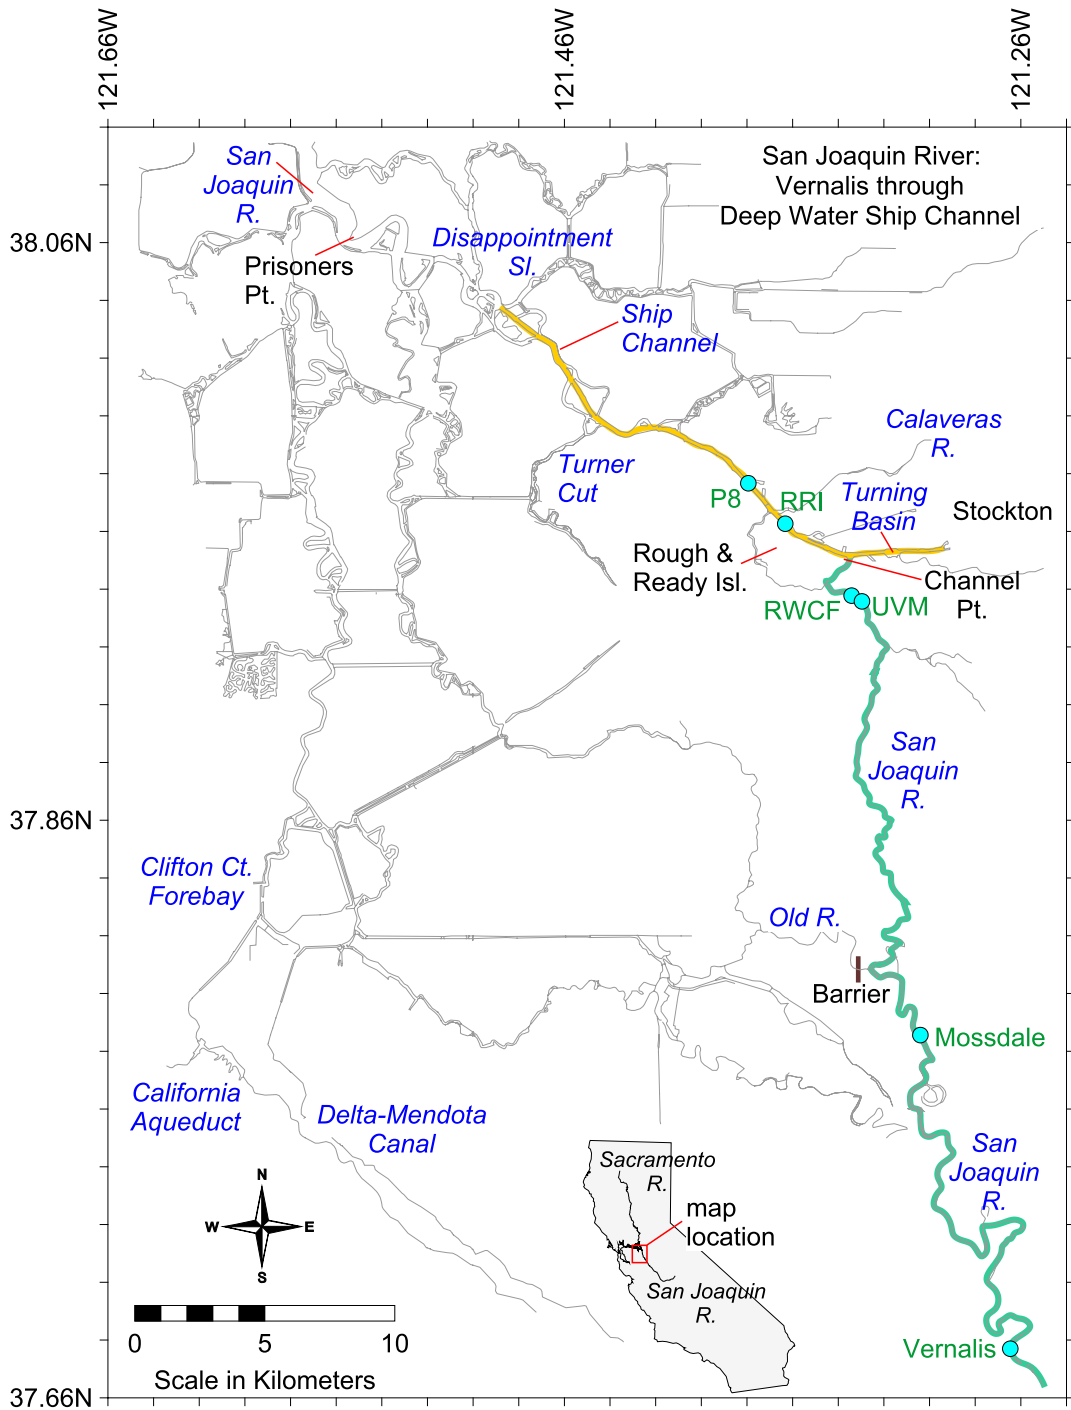 121.66W
121.46W
121.26W
San Joaquin River:
Vernalis through
Deep Water Ship Channel
San
Joaquin
R.
38.06N
Disappointment
Sl.
Prisoners
Pt.
Ship
Channel
Calaveras
R.
Turner
Cut
P8
RRI
Turning
Basin
Stockton
Rough &
Ready Isl.
Channel
Pt.
RWCF
UVM
San
Joaquin
R.
37.86N
Clifton Ct.
Forebay
Old R.
Barrier
Mossdale
California
Aqueduct
Delta-Mendota
Canal
San
Joaquin
R.
Sacramento
R.
map
location
San Joaquin
R.
N
W
E
S
0
5
10
Scale in Kilometers
Vernalis
37.66N